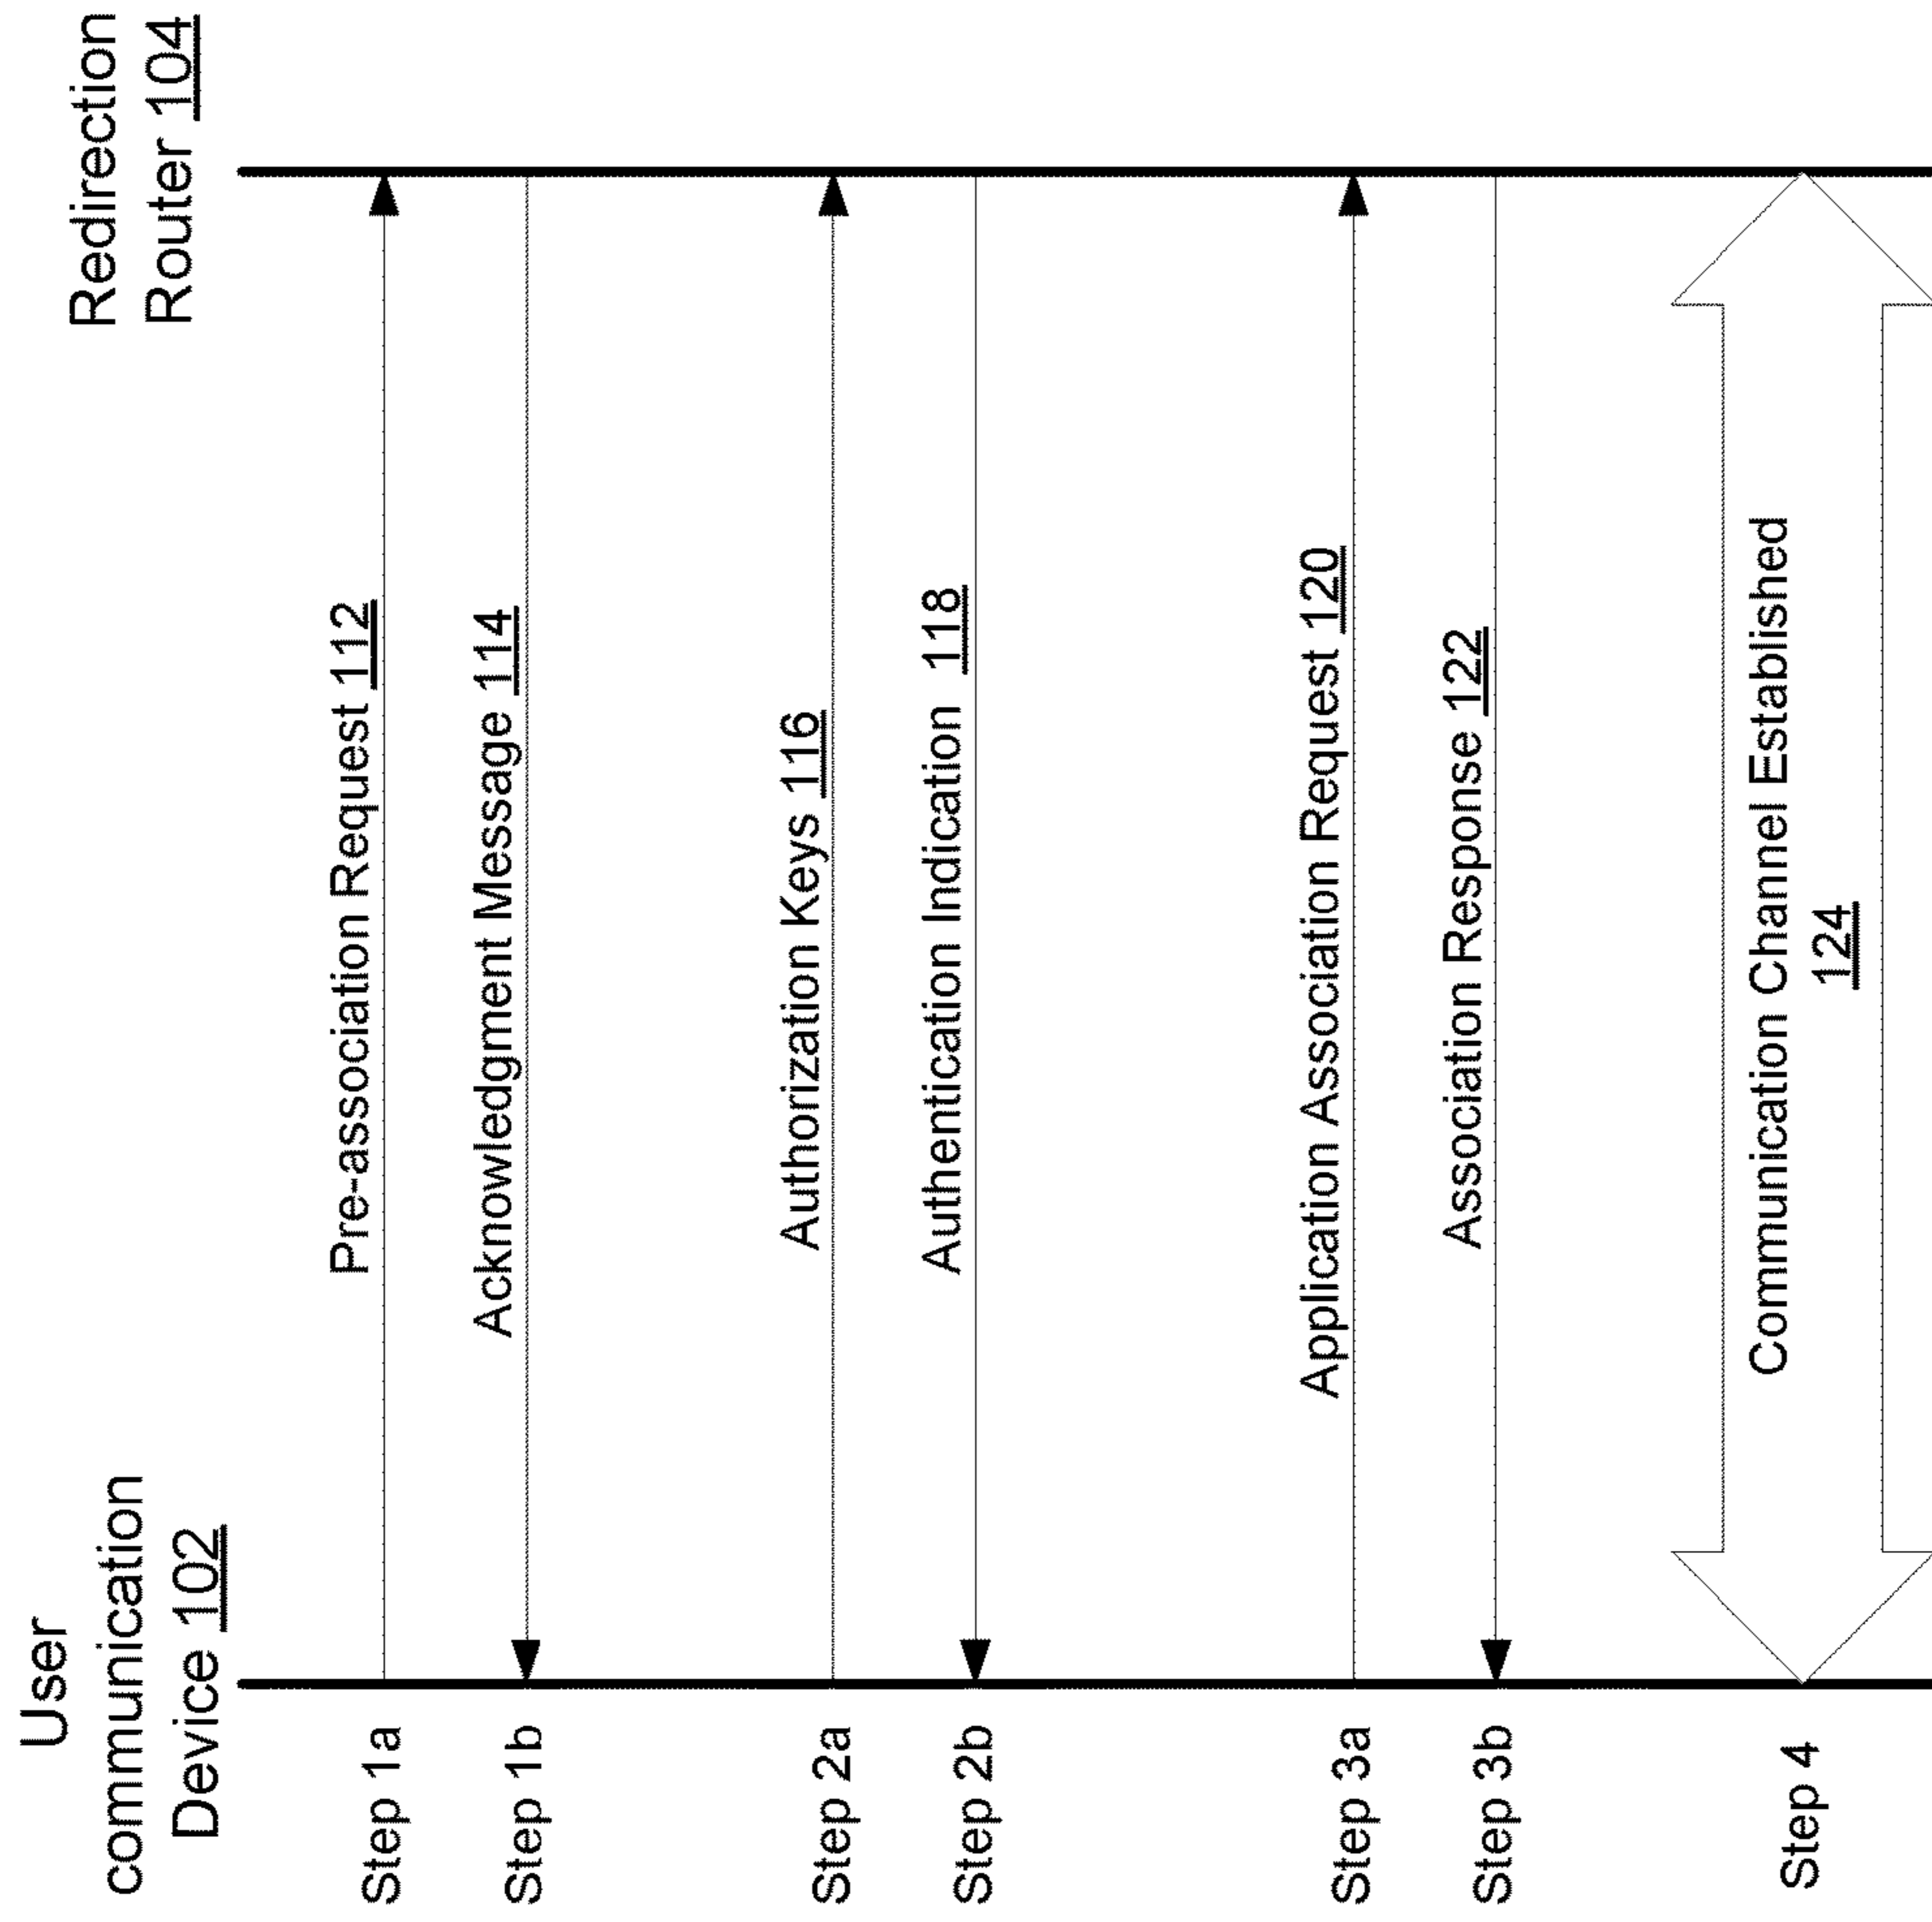 User
communication
Device 102
Redirection
Router 104
Step 1a
Pre-association Request 112
Step 1b
Acknowledgment Message 114
Step 2a
Authorization Keys 116
Step 2b
Authentication Indication 118
Step 3a
Application Association Request 120
Step 3b
Association Response 122
Step 4
Communication Channel Established
124